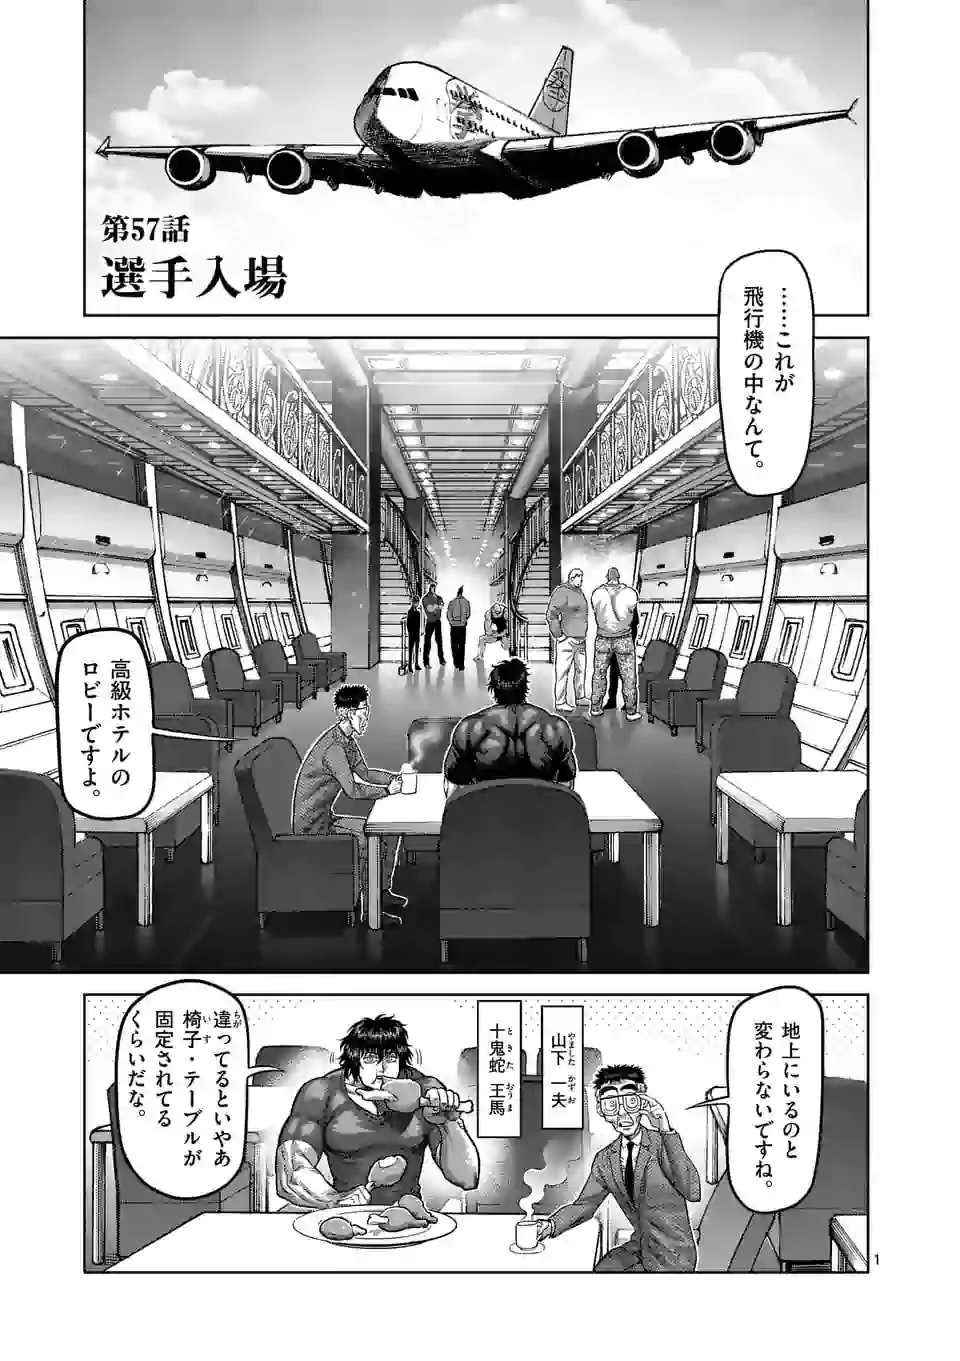 第57話
選手入場
……これが
飛行機の中なんて。
高級ホテルの
ロビーですよ。
地上にいるのと
変わらないですね。
山下 一夫
やました かずお
十鬼蛇 王馬
ときた おうま
違ってるといやあ
ちが
椅子・テーブルが
いす
固定されてる
くらいだな。
1